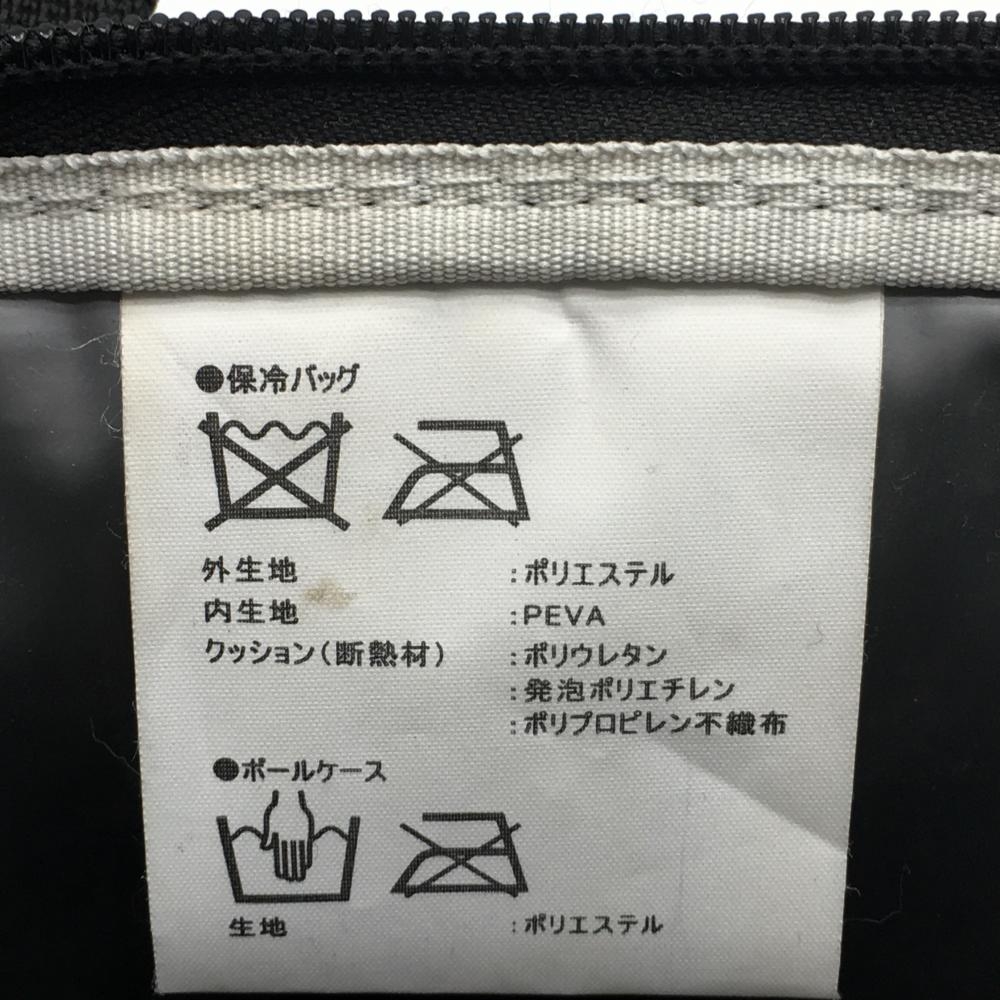 ●保冷バッグ
外生地 :ポリエステル
内生地 :PEVA
クッション(断熱材) :ポリウレタン
:発泡ポリエチレン
:ポリプロピレン不織布
●ボールケース
生地 :ポリエステル